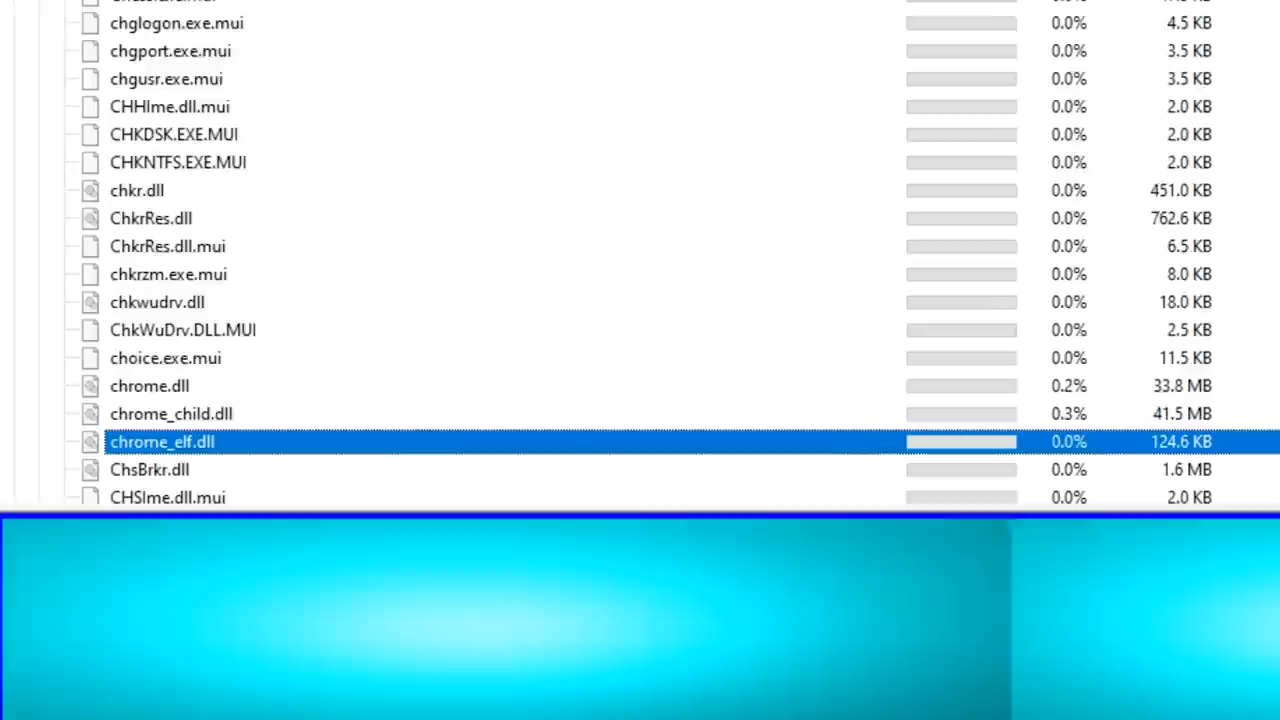 chglogon.exe.mui 0.0% 4.5 KB
chgport.exe.mui 0.0% 3.5 KB
chgusr.exe.mui 0.0% 3.5 KB
CHHIme.dll.mui 0.0% 2.0 KB
CHKDSK.EXE.MUI 0.0% 2.0 KB
CHKNTFS.EXE.MUI 0.0% 2.0 KB
chkr.dll 0.0% 451.0 KB
ChkrRes.dll 0.0% 762.6 KB
ChkrRes.dll.mui 0.0% 6.5 KB
chkrzm.exe.mui 0.0% 8.0 KB
chkwudrv.dll 0.0% 18.0 KB
ChkWuDrv.DLL.MUI 0.0% 2.5 KB
choice.exe.mui 0.0% 11.5 KB
chrome.dll 0.2% 33.8 MB
chrome_child.dll 0.3% 41.5 MB
chrome_elf.dll 0.0% 124.6 KB
ChsBrkr.dll 0.0% 1.6 MB
CHSIme.dll.mui 0.0% 2.0 KB